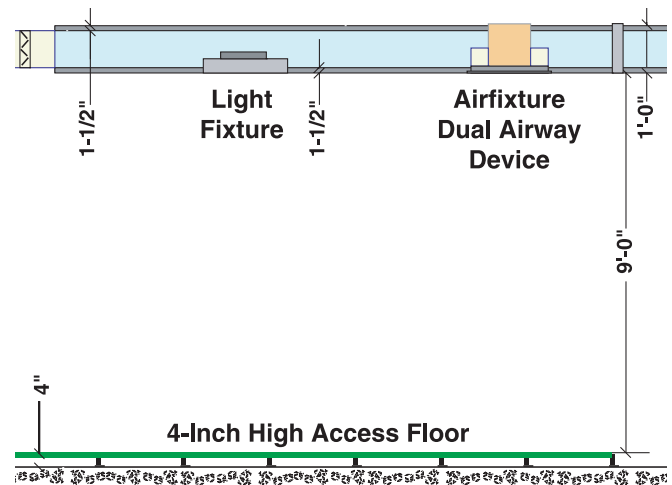 1-1/2"
Light
Fixture
1-1/2"
Airfixture
Dual Airway
Device
1'-0"
9'-0"
4"
4-Inch High Access Floor